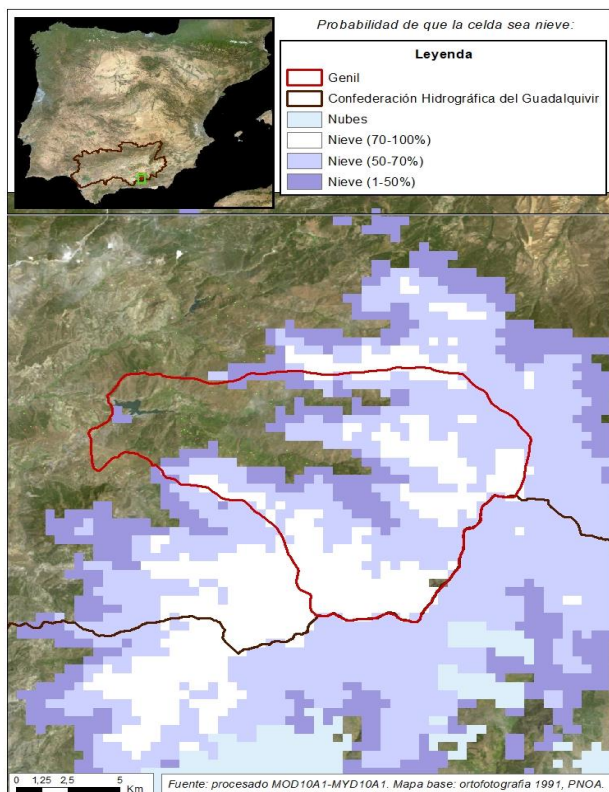 Probabilidad de que la celda sea nieve:
Leyenda
Genil
Confederación Hidrográfica del Guadalquivir
Nubes
Nieve (70-100%)
Nieve (50-70%)
Nieve (1-50%)
0 1,25 2,5 5
Km
Fuente: procesado MOD10A1-MYD10A1. Mapa base: ortofotografia 1991, PNOA.